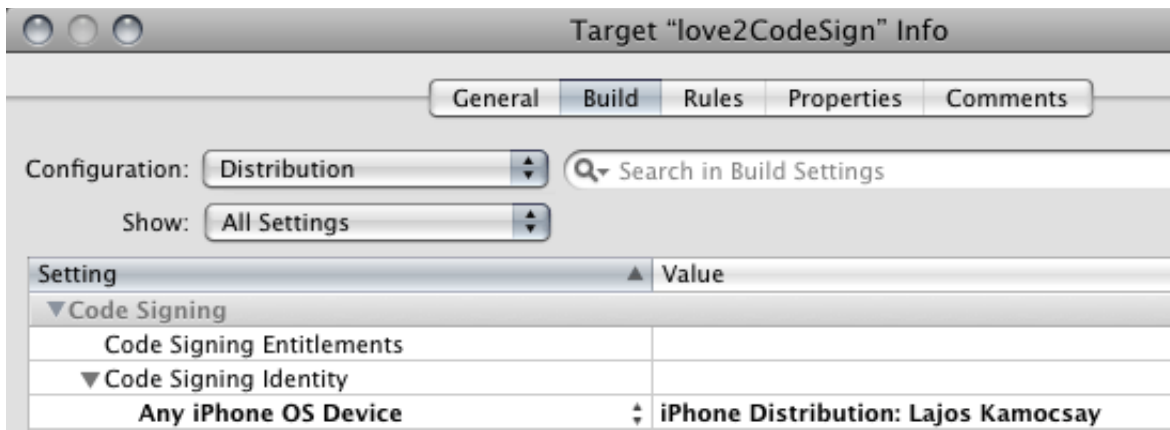 Target “love2CodeSign” Info
General Build Rules Properties Comments
Configuration: Distribution Search in Build Settings
Show: All Settings
Setting Value
Code Signing
Code Signing Entitlements
Code Signing Identity
Any iPhone OS Device iPhone Distribution: Lajos Kamocsay